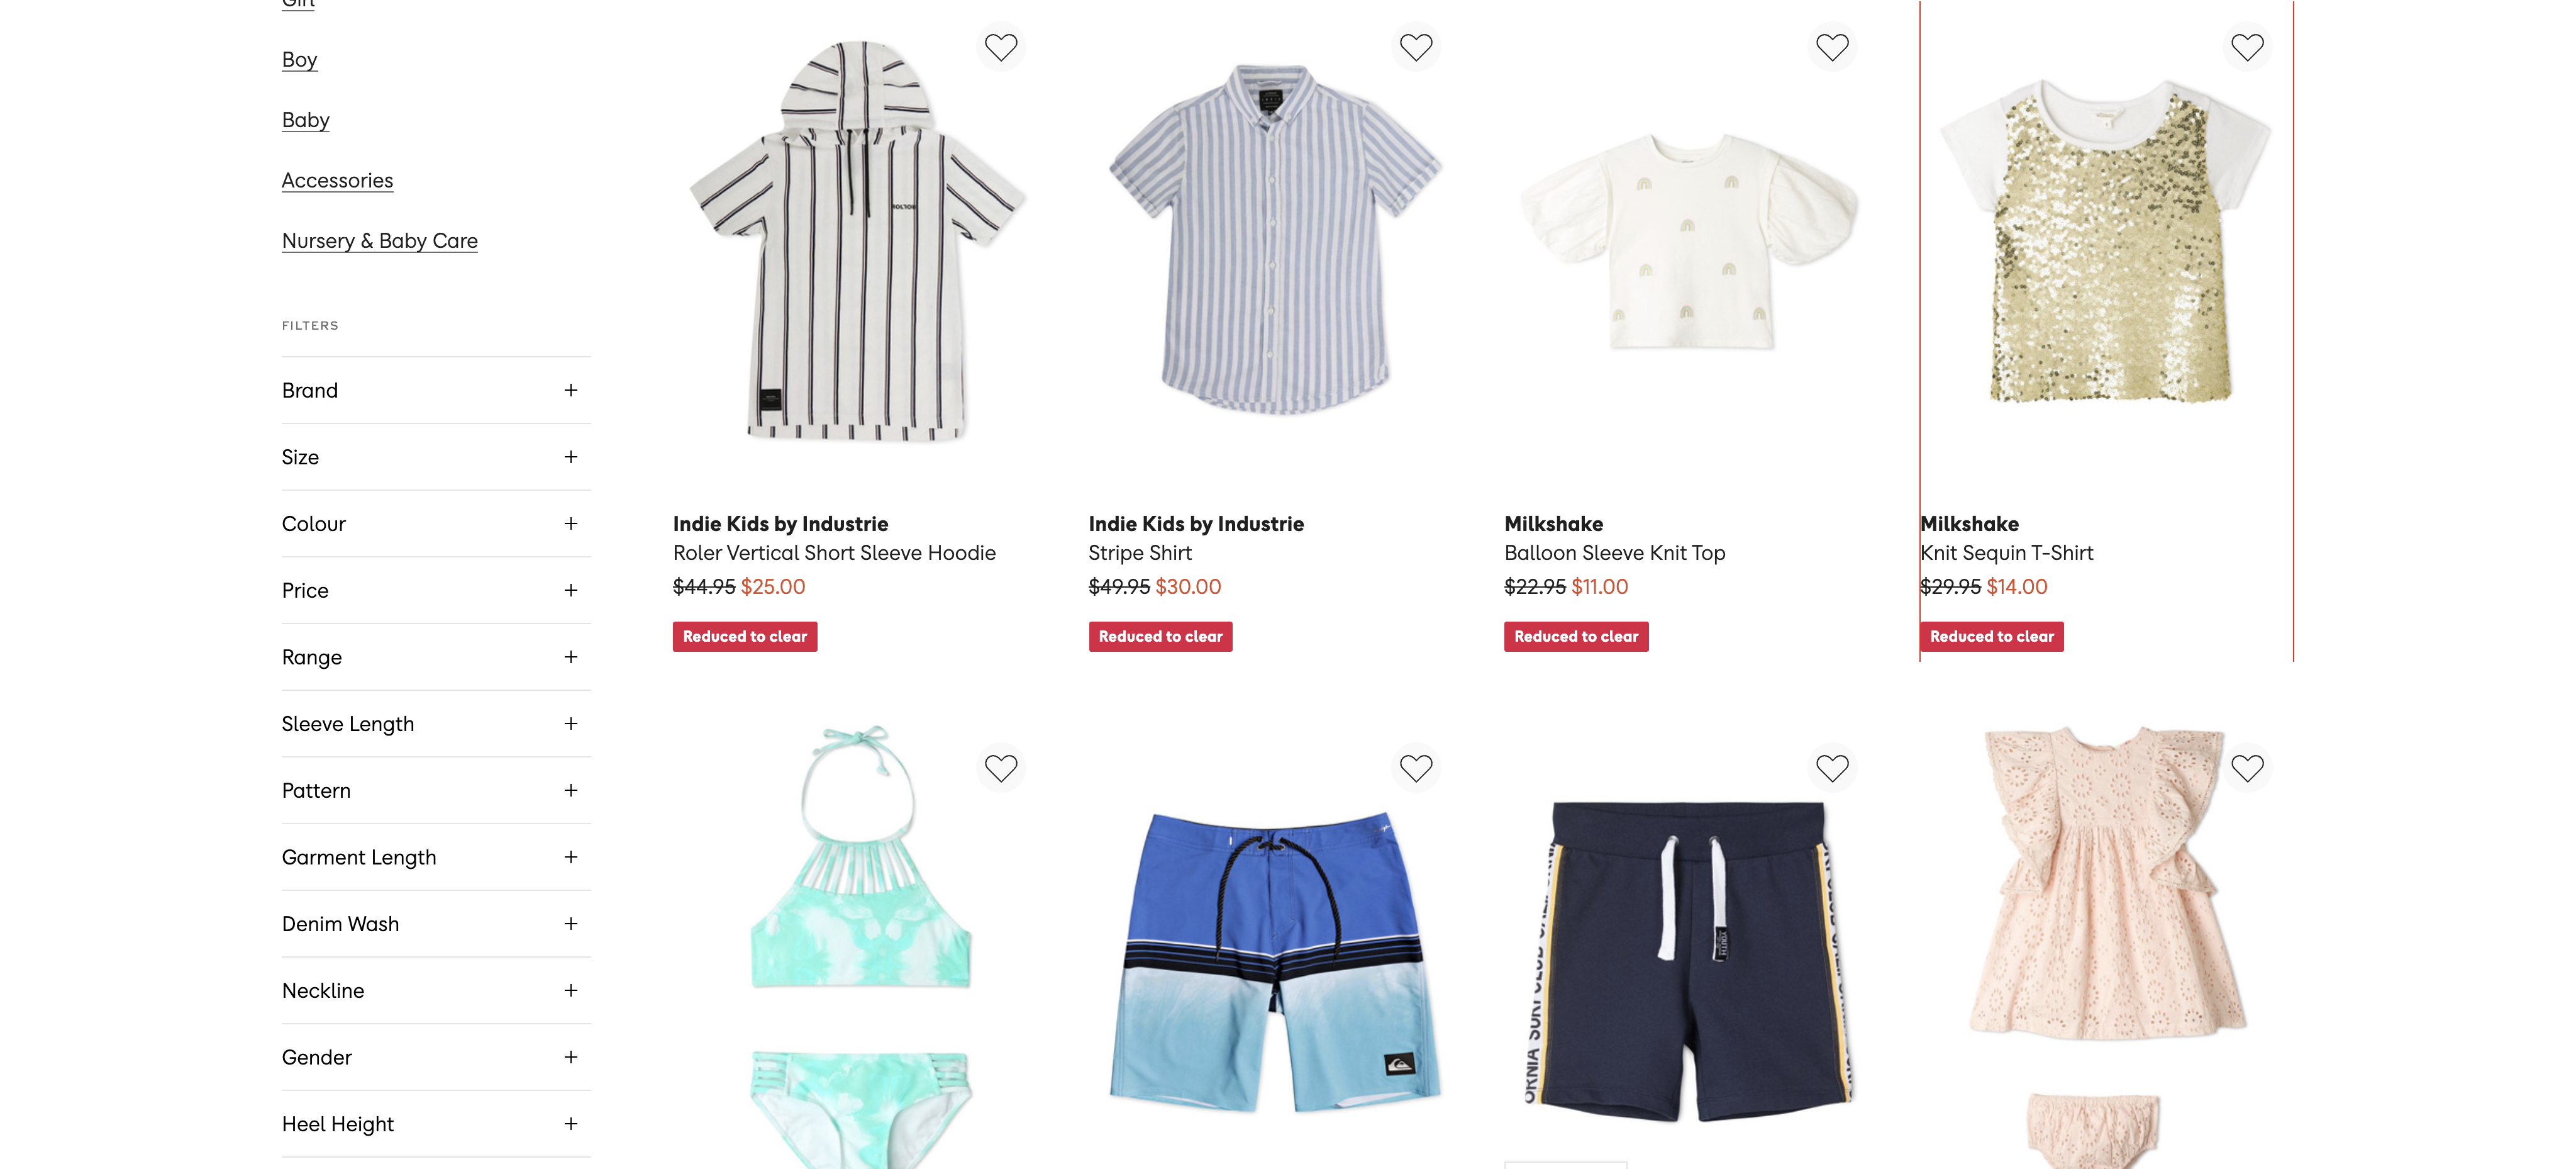 Girl
Boy
Baby
Accessories
Nursery & Baby Care
FILTERS
Brand +
Size +
Colour +
Price +
Range +
Sleeve Length +
Pattern +
Garment Length +
Denim Wash +
Neckline +
Gender +
Heel Height +
Indie Kids by Industrie
Roler Vertical Short Sleeve Hoodie
$44.95 $25.00
Reduced to clear
Indie Kids by Industrie
Stripe Shirt
$49.95 $30.00
Reduced to clear
Milkshake
Balloon Sleeve Knit Top
$22.95 $11.00
Reduced to clear
Milkshake
Knit Sequin T-Shirt
$29.95 $14.00
Reduced to clear
YOUTH